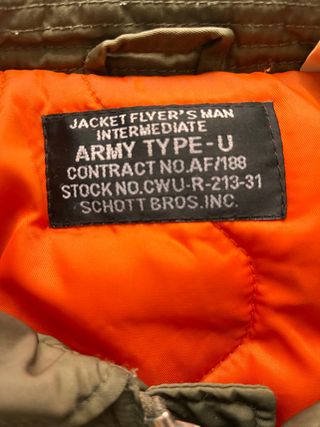 JACKET FLYER'S MAN
INTERMEDIATE
ARMY TYPE-U
CONTRACT NO.AF/188
STOCK NO.CWU-R-213-31
SCHOTT BROS.INC.